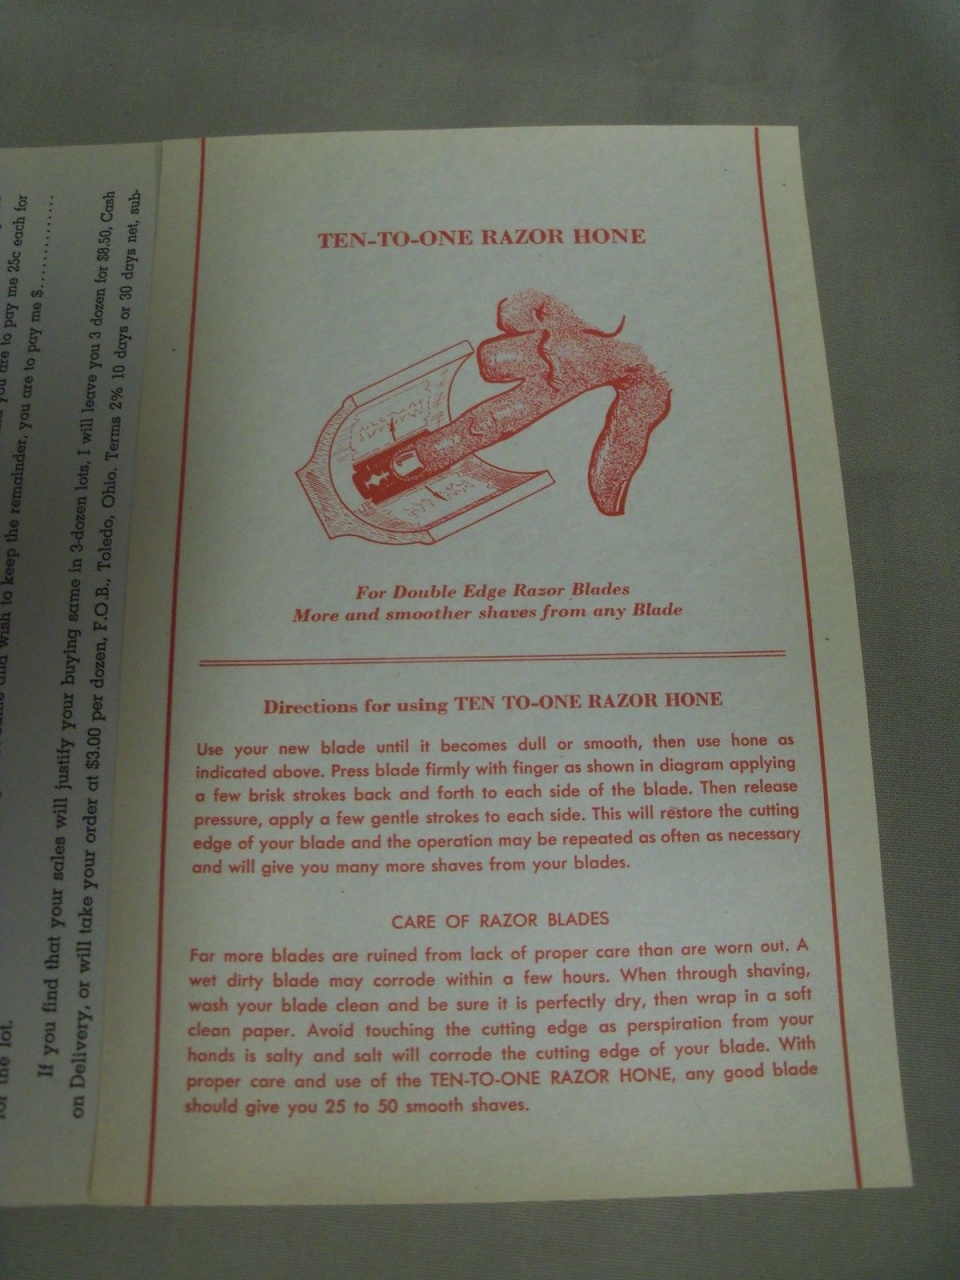 TEN-TO-ONE RAZOR HONE
For Double Edge Razor Blades
More and smoother shaves from any Blade
Directions for using TEN TO-ONE RAZOR HONE
Use your new blade until it becomes dull or smooth, then use hone as
indicated above. Press blade firmly with finger as shown in diagram applying
a few brisk strokes back and forth to each side of the blade. Then release
pressure, apply a few gentle strokes to each side. This will restore the cutting
edge of your blade and the operation may be repeated as often as necessary
and will give you many more shaves from your blades.
CARE OF RAZOR BLADES
Far more blades are ruined from lack of proper care than are worn out. A
wet dirty blade may corrode within a few hours. When through shaving,
wash your blade clean and be sure it is perfectly dry, then wrap in a soft
clean paper. Avoid touching the cutting edge as perspiration from your
hands is salty and salt will corrode the cutting edge of your blade. With
proper care and use of the TEN-TO-ONE RAZOR HONE, any good blade
should give you 25 to 50 smooth shaves.
you are to pay me 25c each for
wish to keep the remainder, you are to pay me $............
the lot.
If you find that your sales will justify your buying same in 3-dozen lots, I will leave you 3 dozen for $8.50, Cash
on Delivery, or will take your order at $3.00 per dozen, F.O.B., Toledo, Ohio. Terms 2% 10 days or 30 days net, sub-